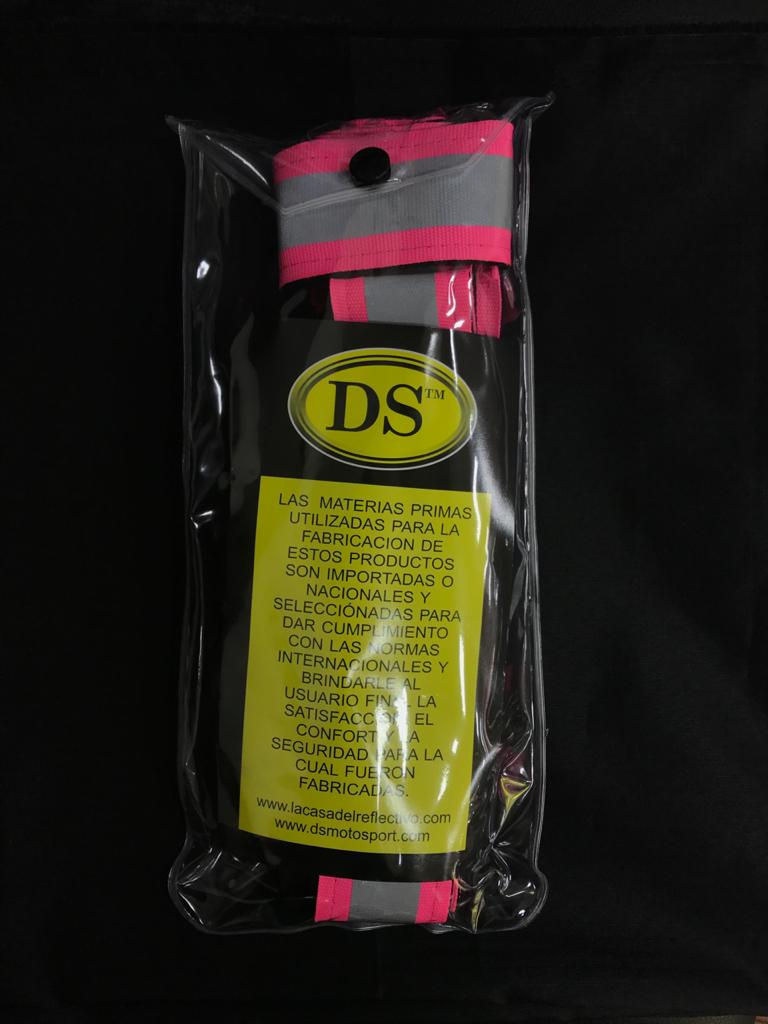 DS™
LAS MATERIAS PRIMAS
UTILIZADAS PARA LA
FABRICACION DE
ESTOS PRODUCTOS
SON IMPORTADAS O
NACIONALES Y
SELECCIÓNADAS PARA
DAR CUMPLIMIENTO
CON LAS NORMAS
INTERNACIONALES Y
BRINDARLE AL
USUARIO FINAL LA
SATISFACCIÓN EL
CONFORT Y LA
SEGURIDAD PARA LA
CUAL FUERON
FABRICADAS.
www.lacasadelreflectivo.com
www.dsmotosport.com